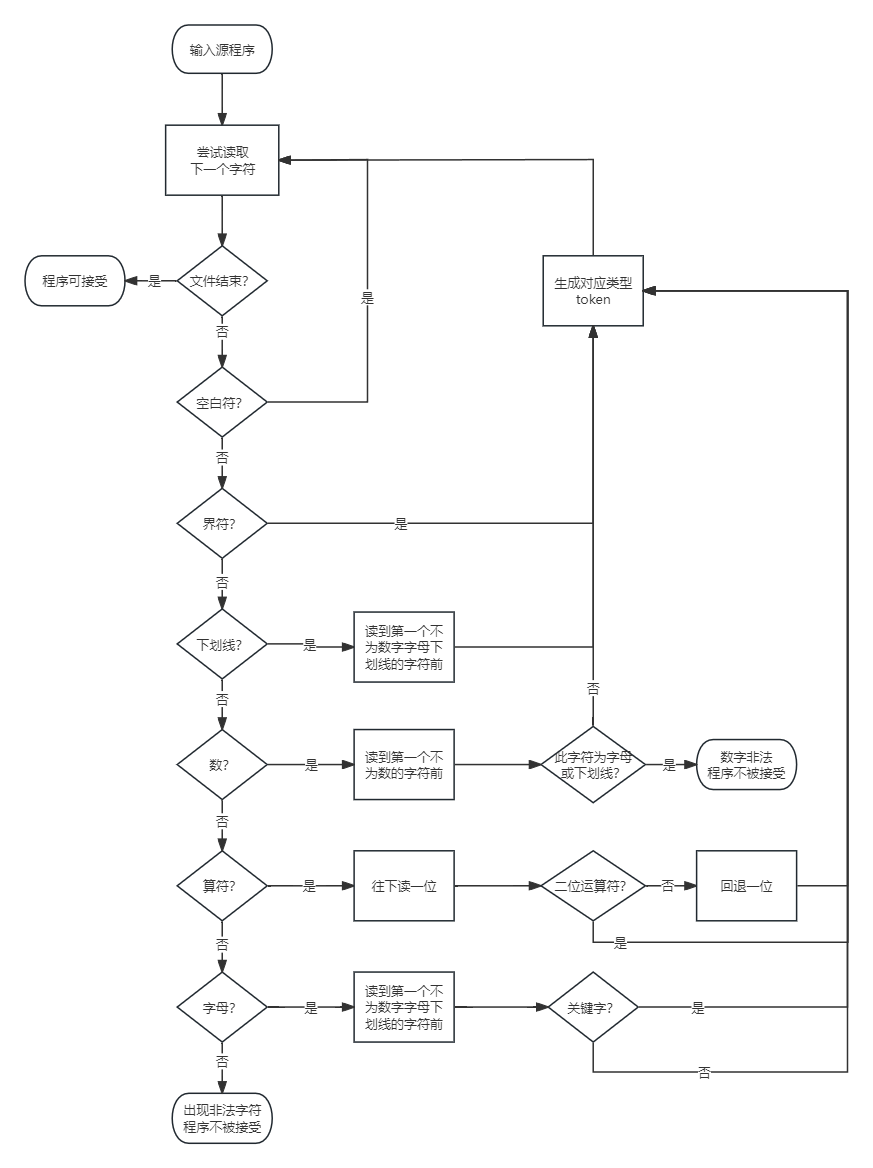 输入源程序
尝试读取
下一个字符
程序可接受
是
文件结束?
生成对应类型
token
是
否
空白符?
否
界符?
是
否
下划线?
是
读到第一个不
为数字字母下
划线的字符前
否
否
数?
是
读到第一个不
为数的字符前
此字符为字母
或下划线?
是
数字非法
程序不被接受
否
算符?
是
往下读一位
二位运算符?
否
回退一位
否
是
字母?
是
读到第一个不
为数字字母下
划线的字符前
关键字?
是
否
否
出现非法字符
程序不被接受